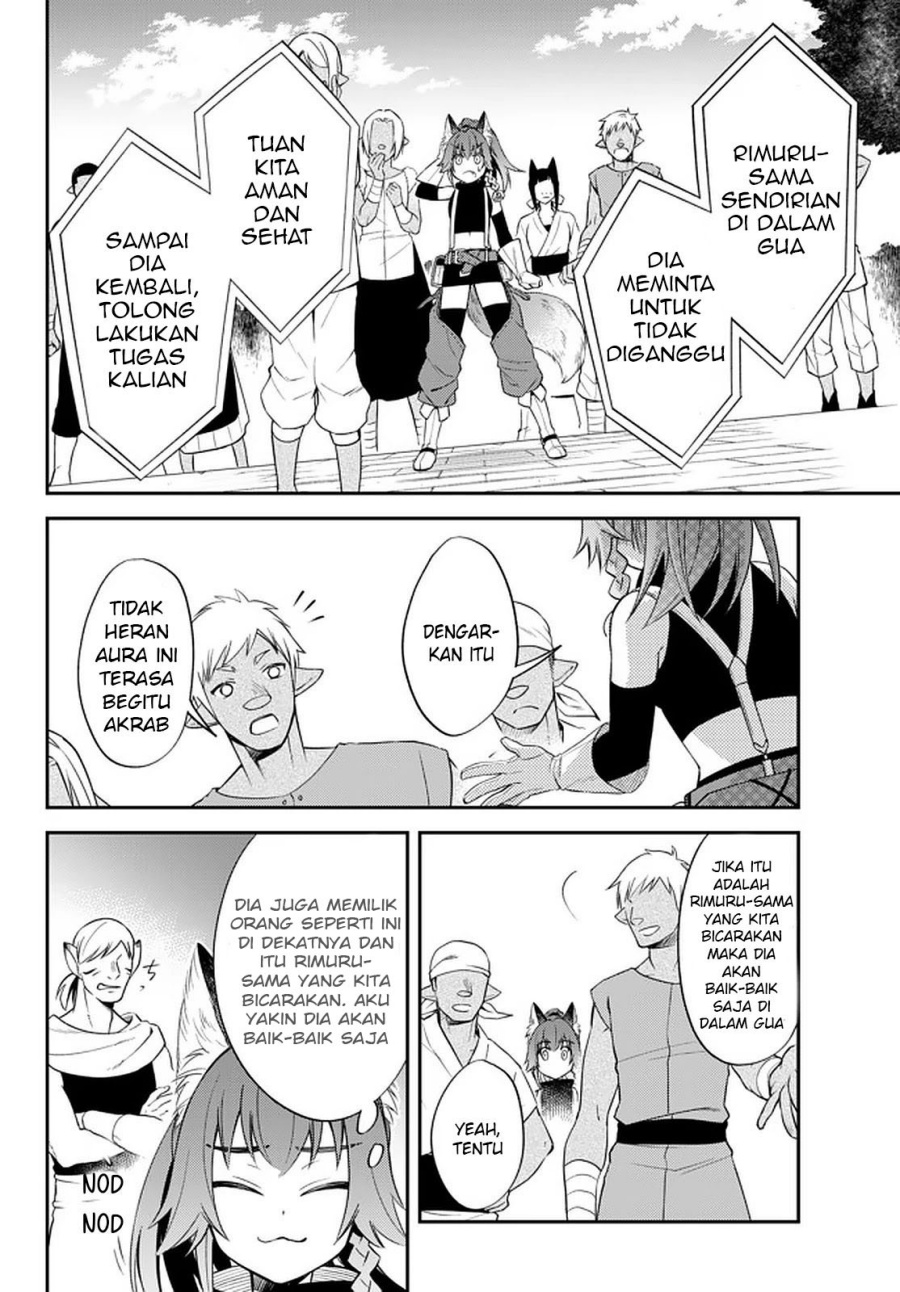 RIMURU-
SAMA
SENDIRIAN
DI DALAM
GUA
DIA
MEMINTA
UNTUK
TIDAK
DIGANGGU
TUAN
KITA
AMAN
DAN
SEHAT
SAMPAI
DIA
KEMBALI,
TOLONG
LAKUKAN
TUGAS
KALIAN
DENGAR-
KAN ITU
TIDAK
HERAN
AURA INI
TERASA
BEGITU
AKRAB
JIKA ITU
ADALAH
RIMURU-SAMA
YANG KITA
BICARAKAN
MAKA DIA
AKAN
BAIK-BAIK
SAJA DI
DALAM GUA
YEAH,
TENTU
DIA JUGA MEMILIK
ORANG SEPERTI INI
DI DEKATNYA DAN
ITU RIMURU-
SAMA YANG KITA
BICARAKAN. AKU
YAKIN DIA AKAN
BAIK-BAIK SAJA
NOD
NOD